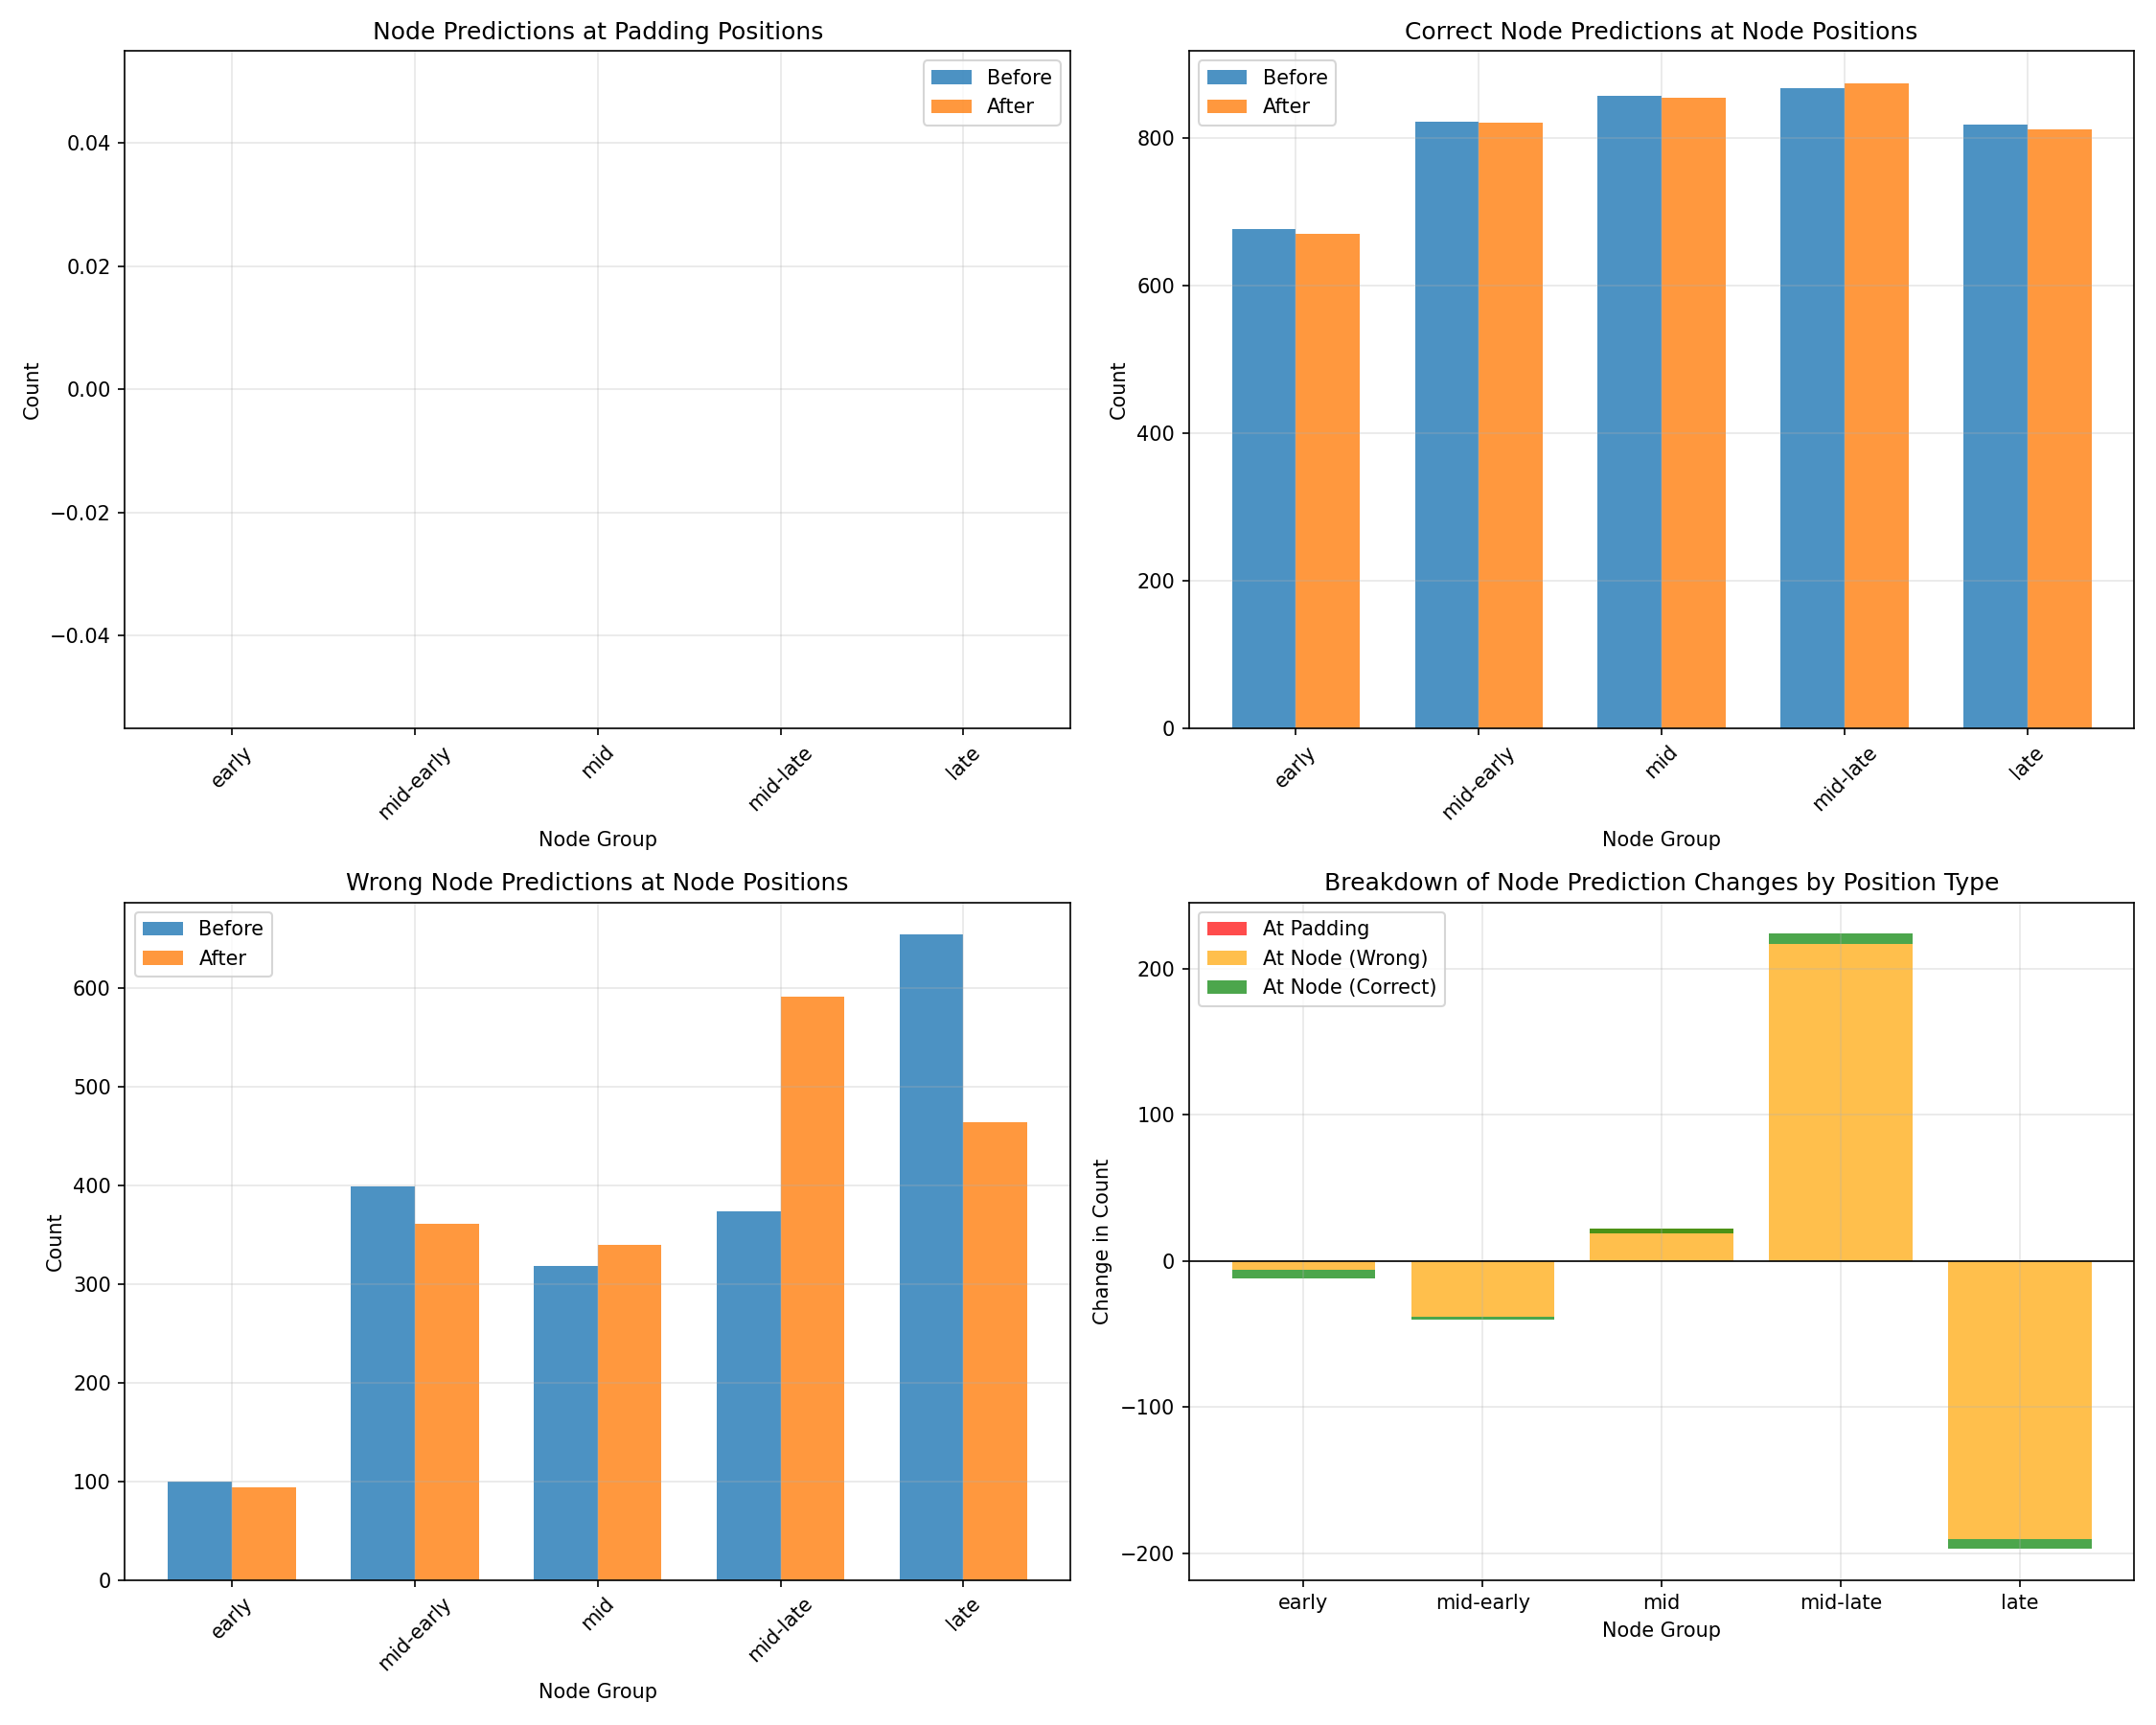 Node Predictions at Padding Positions
Before
After
0.04
0.02
0.00
−0.02
−0.04
Count
early
mid-early
mid
mid-late
late
Node Group
Correct Node Predictions at Node Positions
Before
After
800
600
400
200
0
Count
early
mid-early
mid
mid-late
late
Node Group
Wrong Node Predictions at Node Positions
Before
After
600
500
400
300
200
100
0
Count
early
mid-early
mid
mid-late
late
Node Group
Breakdown of Node Prediction Changes by Position Type
At Padding
At Node (Wrong)
At Node (Correct)
200
100
0
−100
−200
Change in Count
early
mid-early
mid
mid-late
late
Node Group